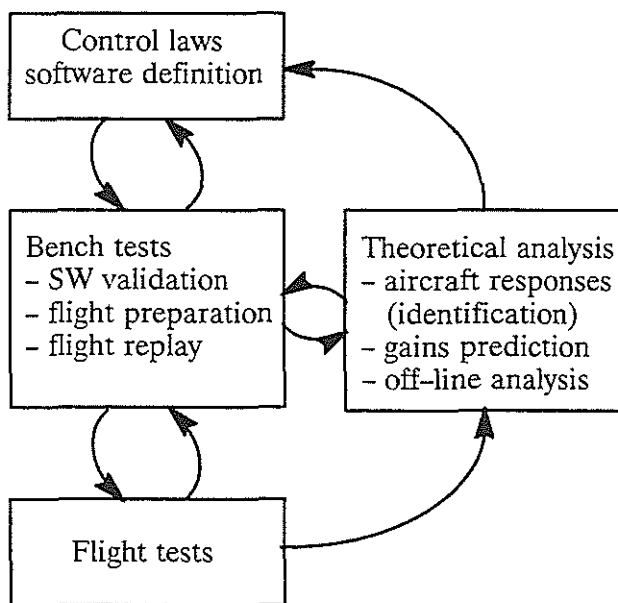 Control laws
software definition
Bench tests
– SW validation
– flight preparation
– flight replay
Theoretical analysis
– aircraft responses
(identification)
– gains prediction
– off–line analysis
Flight tests